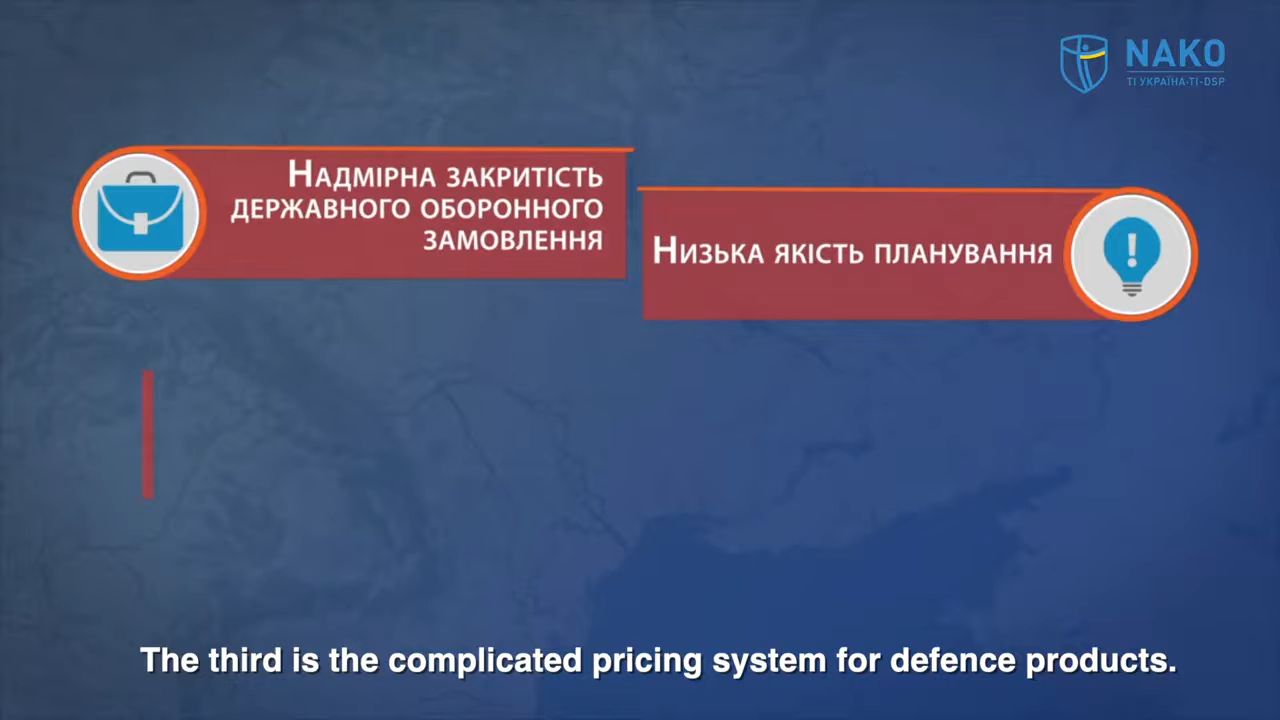 NAKO
ТІ УКРАЇНА·TI-DSP
НАДМІРНА ЗАКРИТІСТЬ
ДЕРЖАВНОГО ОБОРОННОГО
ЗАМОВЛЕННЯ
НИЗЬКА ЯКІСТЬ ПЛАНУВАННЯ
The third is the complicated pricing system for defence products.